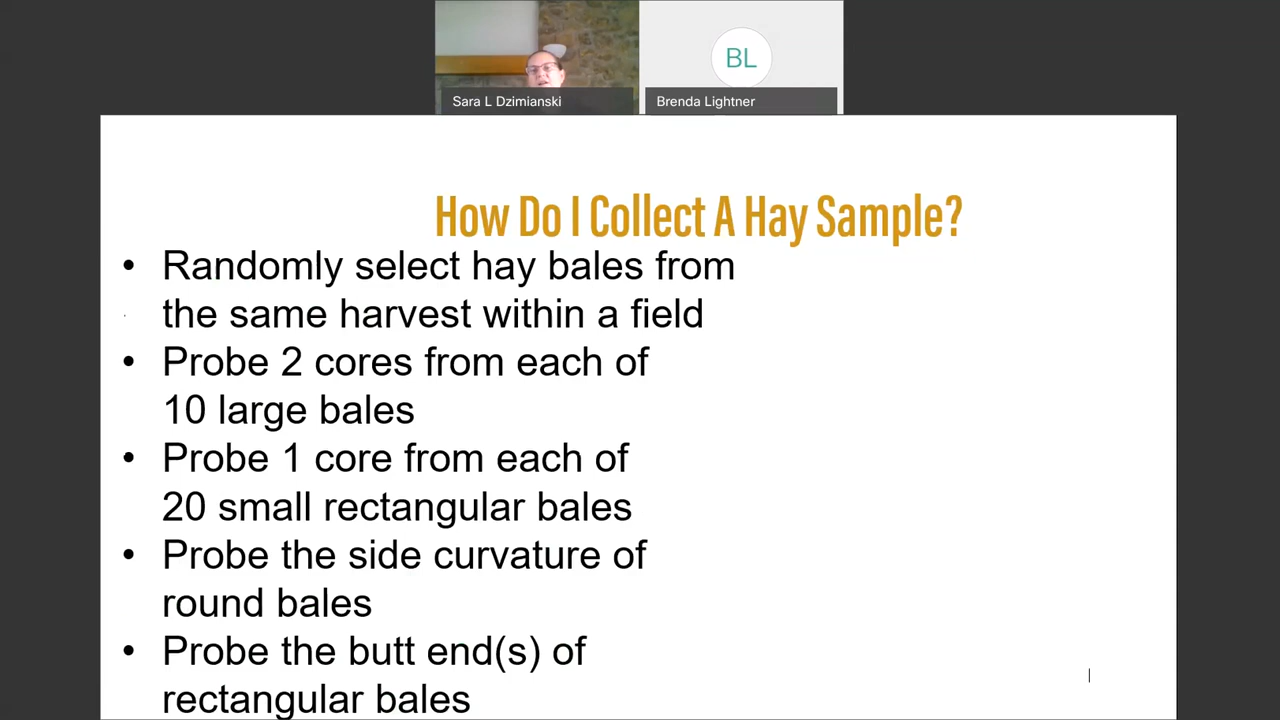 BL
Sara L Dzimianski
Brenda Lightner
How Do I Collect A Hay Sample?
• Randomly select hay bales from
the same harvest within a field
• Probe 2 cores from each of
10 large bales
• Probe 1 core from each of
20 small rectangular bales
• Probe the side curvature of
round bales
• Probe the butt end(s) of
rectangular bales